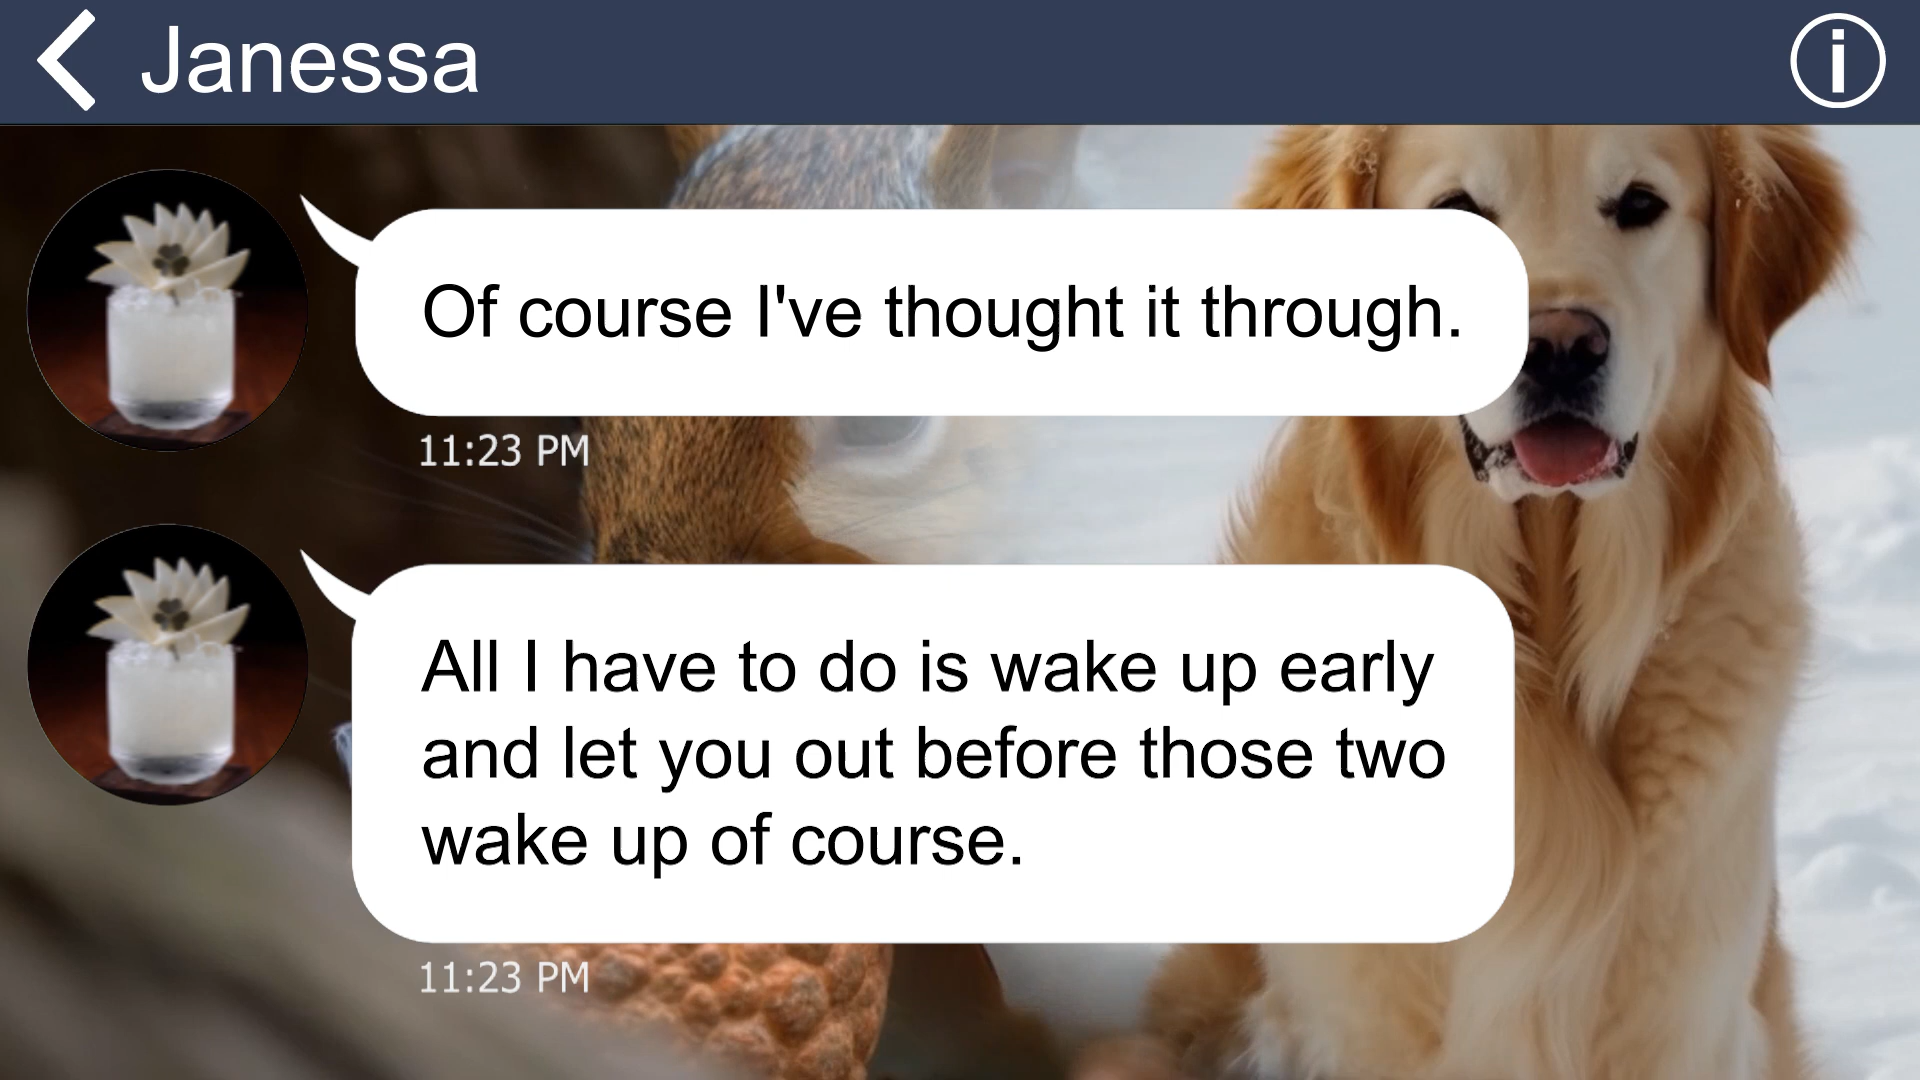 Janessa
Of course I've thought it through.
11:23 PM
All I have to do is wake up early
and let you out before those two
wake up of course.
11:23 PM